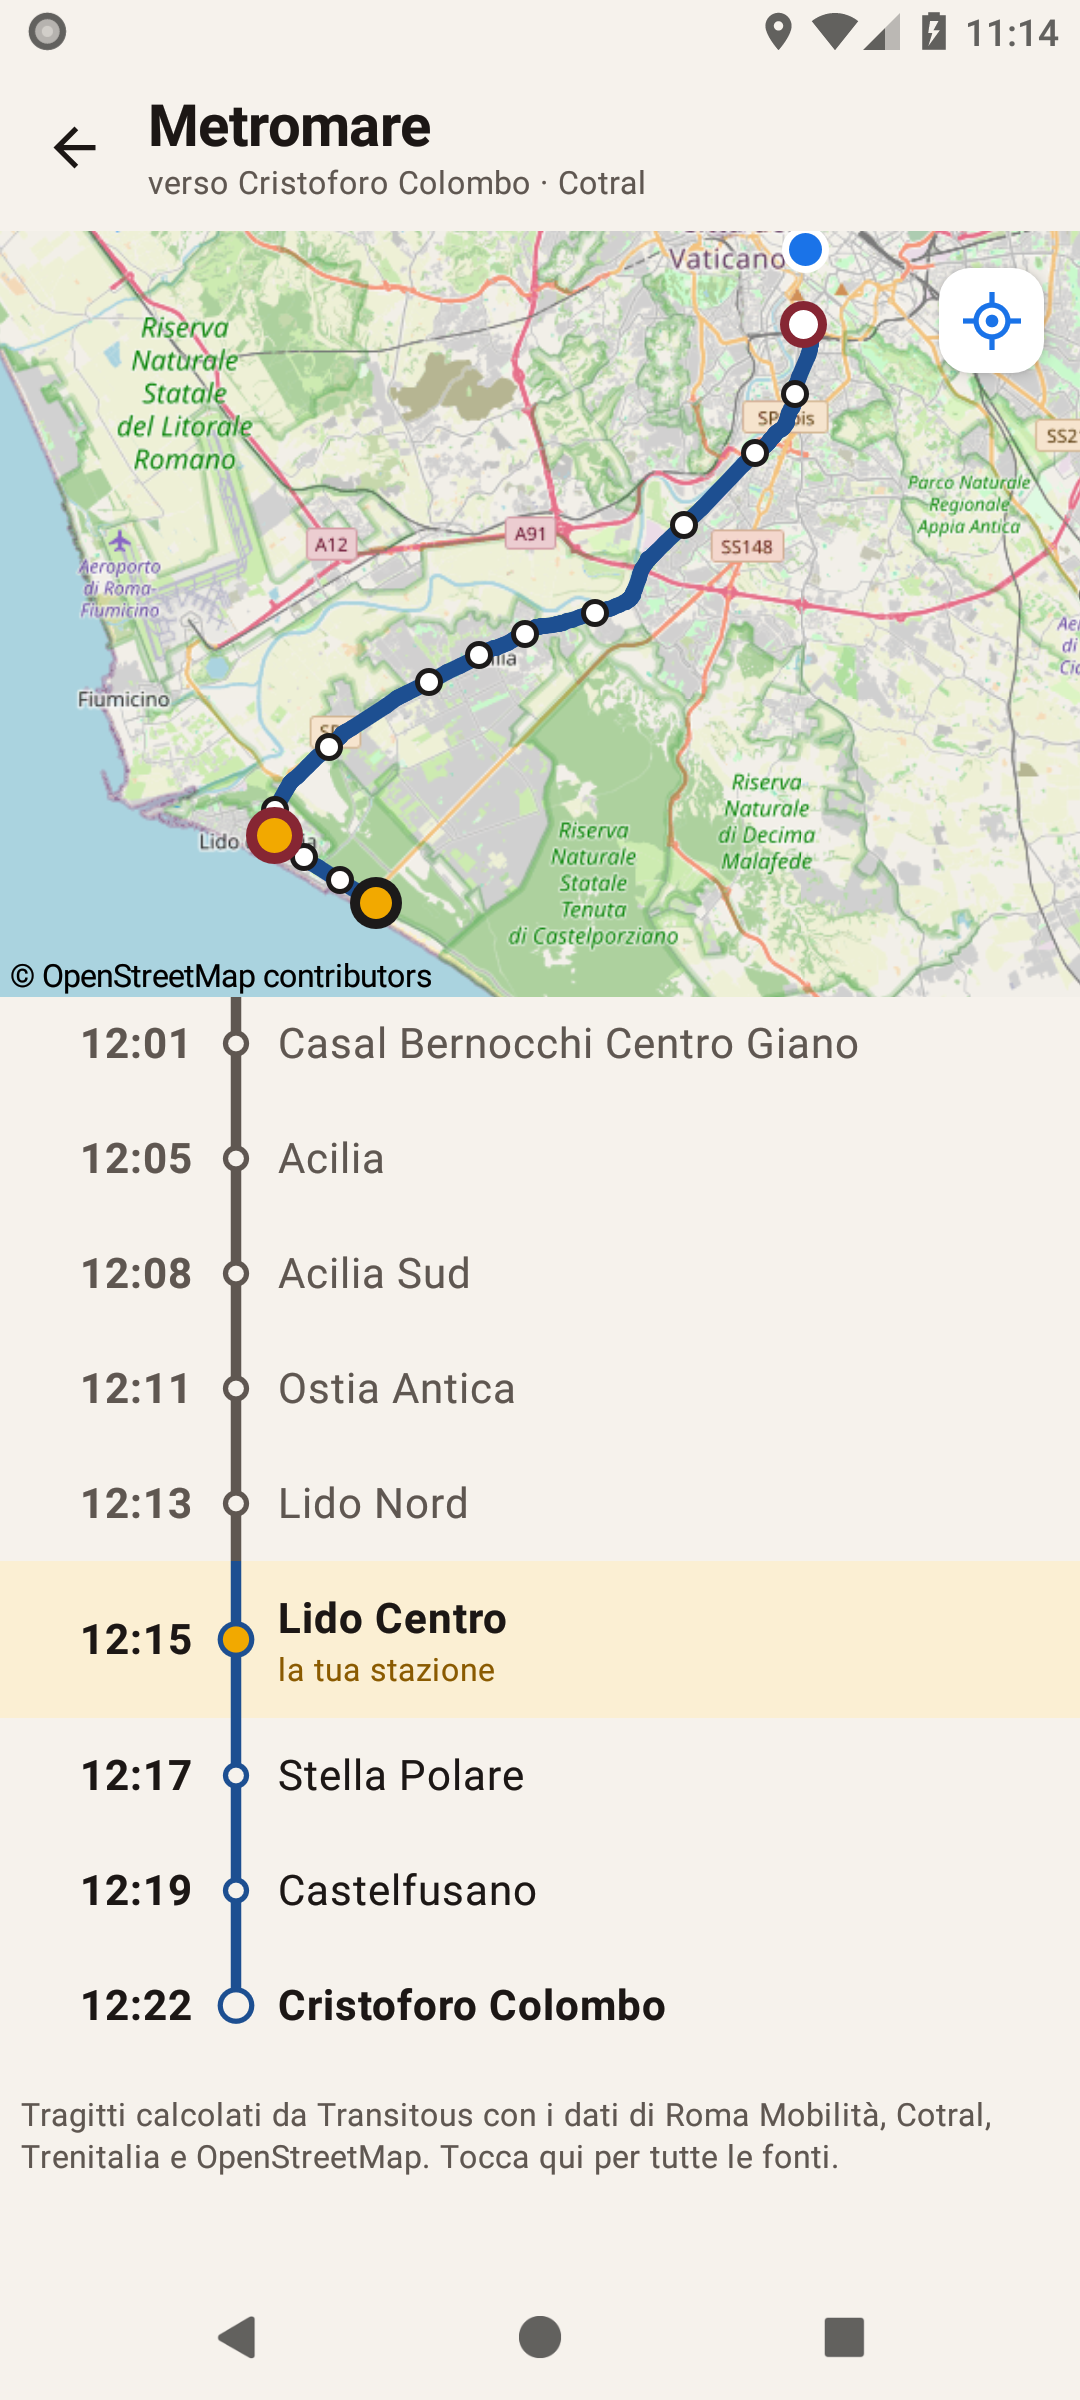 11:14
Metromare
verso Cristoforo Colombo · Cotral
Vaticano
Riserva
Naturale
Statale
del Litorale
Romano
SS2
Parco Naturale
Regionale
Appia Antica
A12
A91
SS148
Aeroporto
di Roma-
Fiumicino
Fiumicino
Lido
Riserva
Naturale
di Decima
Malafede
Riserva
Naturale
Statale
Tenuta
di Castelporziano
© OpenStreetMap contributors
12:01 Casal Bernocchi Centro Giano
12:05 Acilia
12:08 Acilia Sud
12:11 Ostia Antica
12:13 Lido Nord
12:15 Lido Centro
la tua stazione
12:17 Stella Polare
12:19 Castelfusano
12:22 Cristoforo Colombo
Tragitti calcolati da Transitous con i dati di Roma Mobilità, Cotral,
Trenitalia e OpenStreetMap. Tocca qui per tutte le fonti.